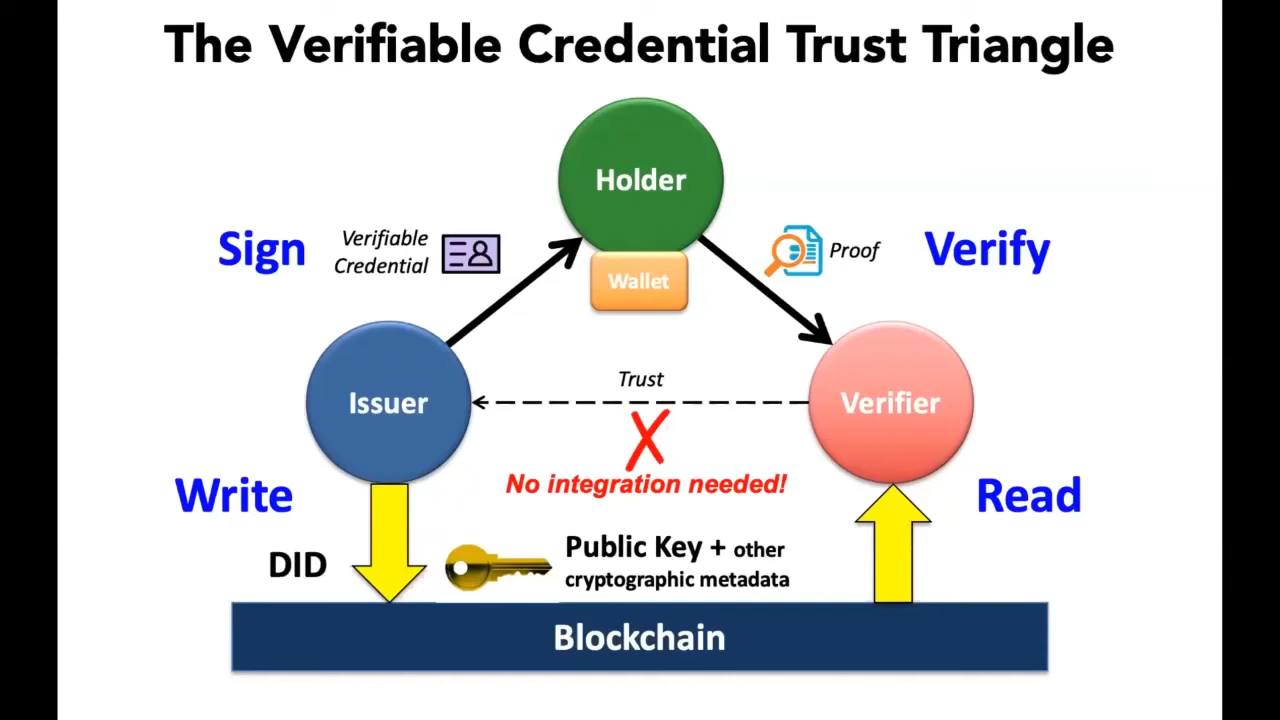 The Verifiable Credential Trust Triangle
Holder
Sign
Verifiable
Credential
Wallet
Proof
Verify
Issuer
Trust
Verifier
X
No integration needed!
Write
Read
DID
Public Key + other
cryptographic metadata
Blockchain